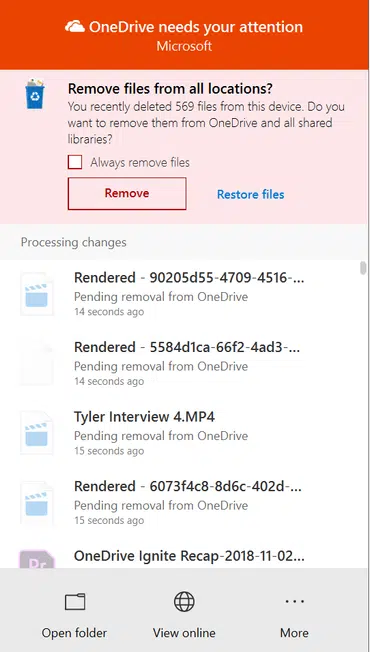 OneDrive needs your attention
Microsoft
Remove files from all locations?
You recently deleted 569 files from this device. Do you
want to remove them from OneDrive and all shared
libraries?
Always remove files
Remove
Restore files
Processing changes
Rendered - 90205d55-4709-4516-...
Pending removal from OneDrive
14 seconds ago
Rendered - 5584d1ca-66f2-4ad3-...
Pending removal from OneDrive
14 seconds ago
Tyler Interview 4.MP4
Pending removal from OneDrive
15 seconds ago
Rendered - 6073f4c8-8d6c-402d-...
Pending removal from OneDrive
15 seconds ago
Pr
OneDrive Ignite Recap-2018-11-02...
Open folder
View online
More